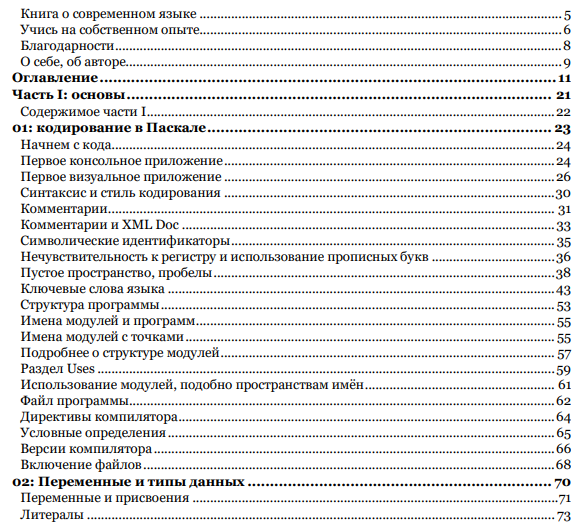 Книга о современном языке ........ 5
Учись на собственном опыте........ 6
Благодарности........ 8
О себе, об авторе........ 9
Оглавление........ 11
Часть I: основы........ 21
Содержимое части I........ 22
01: кодирование в Паскале........ 23
Начнем с кода........ 24
Первое консольное приложение........ 24
Первое визуальное приложение ........ 26
Синтаксис и стиль кодирования ........ 30
Комментарии........ 31
Комментарии и XML Doc ........ 33
Символические идентификаторы........ 35
Нечувствительность к регистру и использование прописных букв ........ 36
Пустое пространство, пробелы........ 38
Ключевые слова языка ........ 43
Структура программы........ 53
Имена модулей и программ........ 55
Имена модулей с точками........ 55
Подробнее о структуре модулей........ 57
Раздел Uses ........ 59
Использование модулей, подобно пространствам имён........ 61
Файл программы........ 62
Директивы компилятора........ 64
Условные определения ........ 65
Версии компилятора ........ 66
Включение файлов........ 68
02: Переменные и типы данных ........ 70
Переменные и присвоения ........ 71
Литералы ........ 73